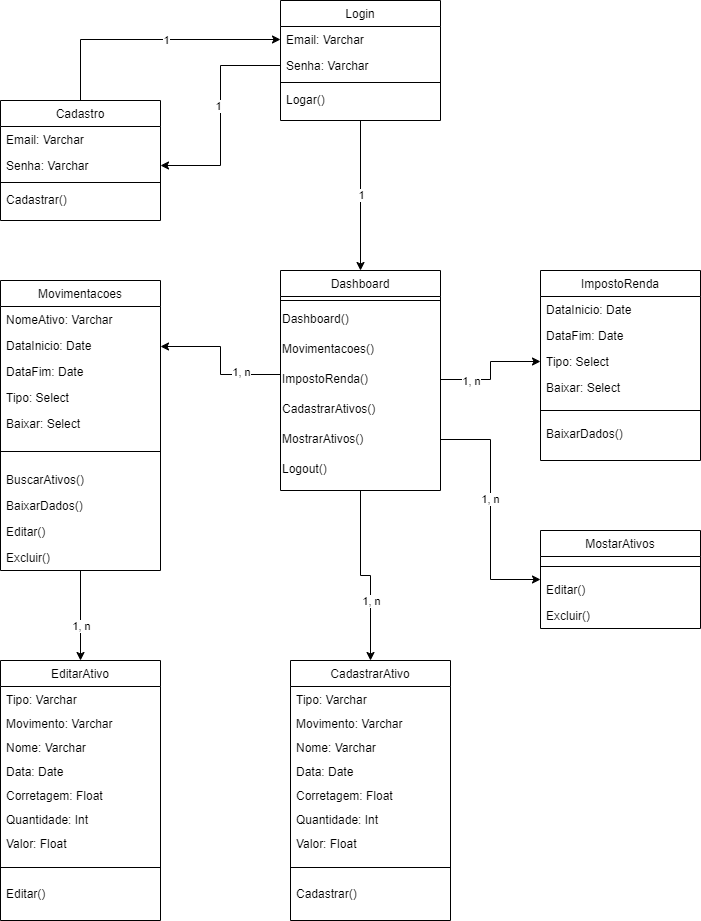 Login
Email: Varchar
Senha: Varchar
Logar()
1
1
Cadastro
Email: Varchar
Senha: Varchar
Cadastrar()
1
Movimentacoes
NomeAtivo: Varchar
DataInicio: Date
DataFim: Date
Tipo: Select
Baixar: Select
BuscarAtivos()
BaixarDados()
Editar()
Excluir()
1, n
Dashboard
Dashboard()
Movimentacoes()
ImpostoRenda()
CadastrarAtivos()
MostrarAtivos()
Logout()
1, n
ImpostoRenda
DataInicio: Date
DataFim: Date
Tipo: Select
Baixar: Select
BaixarDados()
1, n
MostarAtivos
Editar()
Excluir()
1, n
EditarAtivo
Tipo: Varchar
Movimento: Varchar
Nome: Varchar
Data: Date
Corretagem: Float
Quantidade: Int
Valor: Float
Editar()
1, n
CadastrarAtivo
Tipo: Varchar
Movimento: Varchar
Nome: Varchar
Data: Date
Corretagem: Float
Quantidade: Int
Valor: Float
Cadastrar()